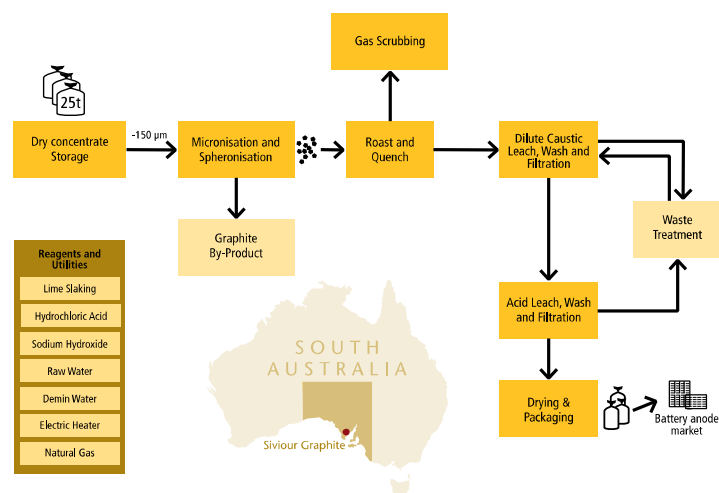 Gas Scrubbing
25t
Dry concentrate
Storage
-150 µm
Micronisation and
Spheronisation
Roast and
Quench
Dilute Caustic
Leach, Wash and
Filtration
Graphite
By-Product
Waste
Treatment
Reagents and
Utilities
Lime Slaking
Hydrochloric Acid
Sodium Hydroxide
Raw Water
Demin Water
Electric Heater
Natural Gas
SOUTH
AUSTRALIA
Siviour Graphite
Acid Leach, Wash
and Filtration
Drying &
Packaging
Battery anode
market